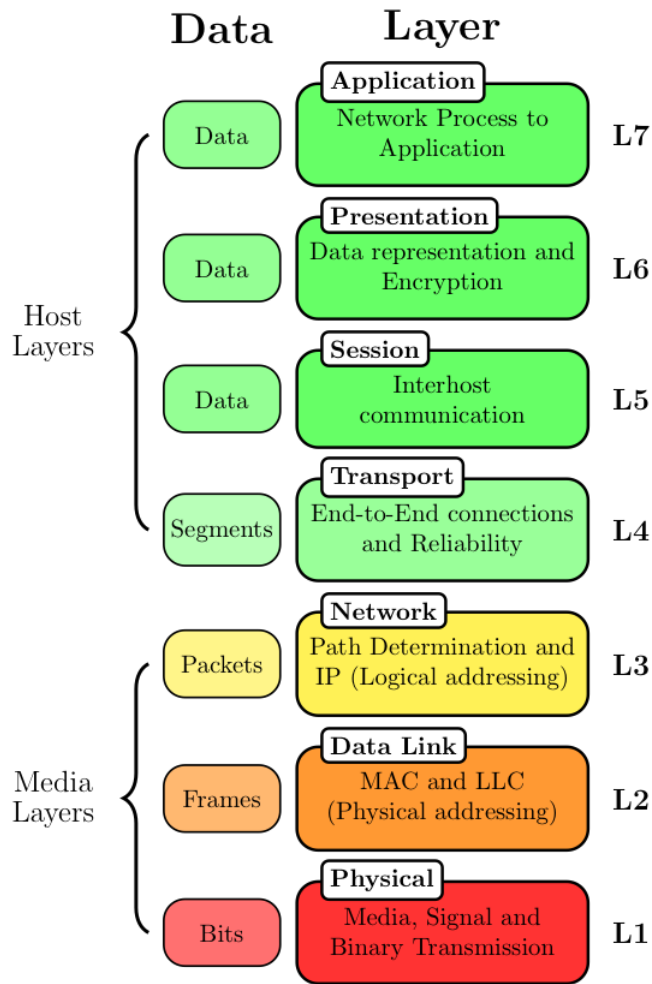 Data Layer
Application
Data
Network Process to
Application
L7
Presentation
Data
Data representation and
Encryption
L6
Host
Layers
Session
Data
Interhost
communication
L5
Transport
Segments
End-to-End connections
and Reliability
L4
Network
Packets
Path Determination and
IP (Logical addressing)
L3
Media
Layers
Data Link
Frames
MAC and LLC
(Physical addressing)
L2
Physical
Bits
Media, Signal and
Binary Transmission
L1